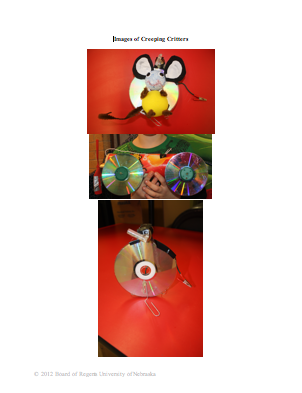 Images of Creeping Critters
© 2012 Board of Regents University of Nebraska